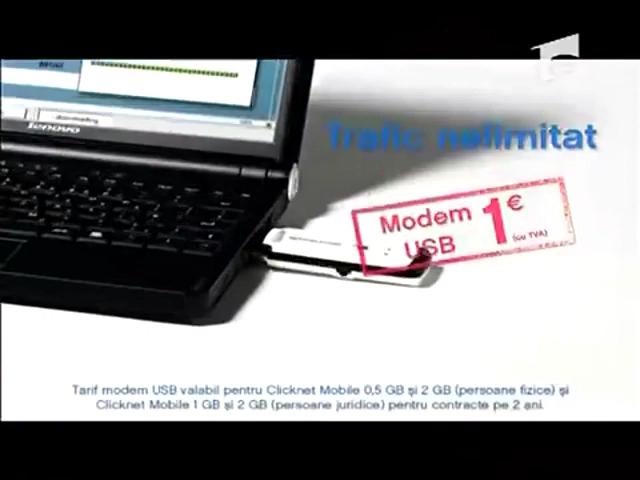 Trafic nelimitat
lenovo
Modem
USB
1€
(cu TVA)
Tarif modem USB valabil pentru Clicknet Mobile 0,5 GB și 2 GB (persoane fizice) și
Clicknet Mobile 1 GB și 2 GB (persoane juridice) pentru contracte pe 2 ani.